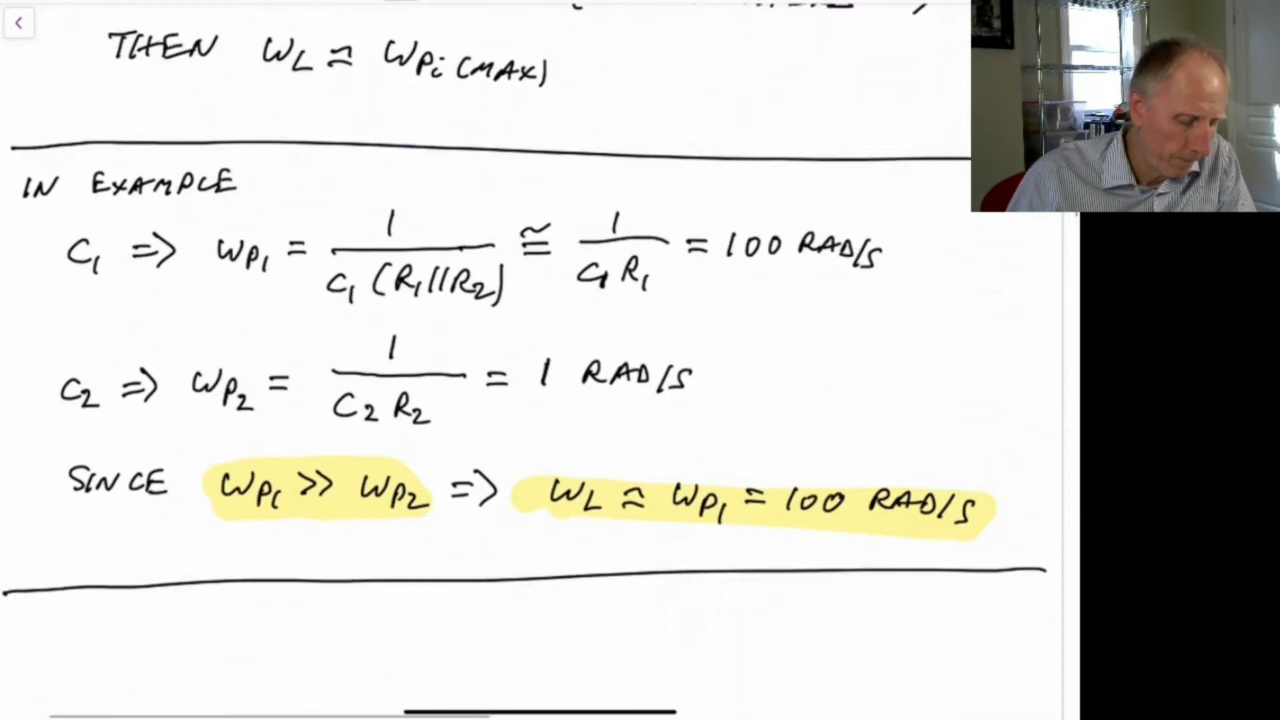 THEN ωL ≈ ωPi (MAX)
IN EXAMPLE
C1 => ωP1 = 1 / C1 (R1//R2) ≅ 1 / C1 R1 = 100 RAD/S
C2 => ωP2 = 1 / C2 R2 = 1 RAD/S
SINCE ωP1 >> ωP2 => ωL ≈ ωP1 = 100 RAD/S